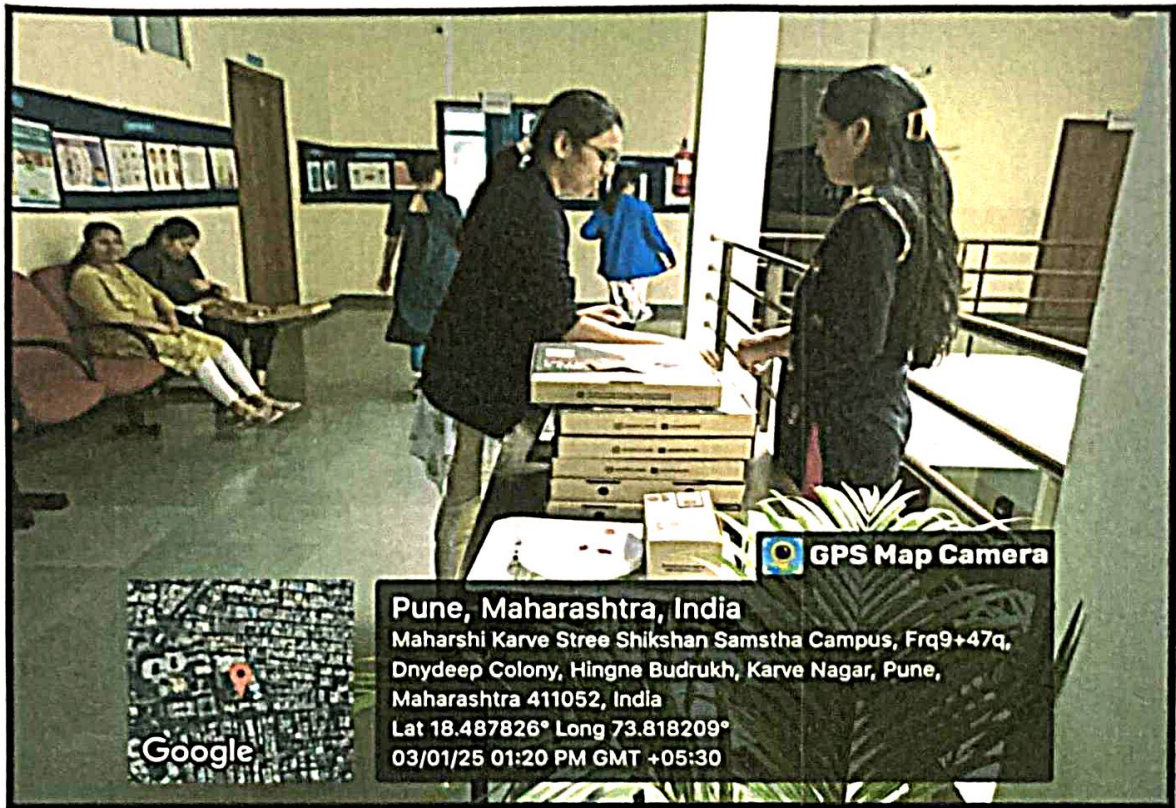 GPS Map Camera
Pune, Maharashtra, India
Maharshi Karve Stree Shikshan Samstha Campus, Frq9+47q,
Dnydeep Colony, Hingne Budrukh, Karve Nagar, Pune,
Maharashtra 411052, India
Lat 18.487826° Long 73.818209°
03/01/25 01:20 PM GMT +05:30
Google